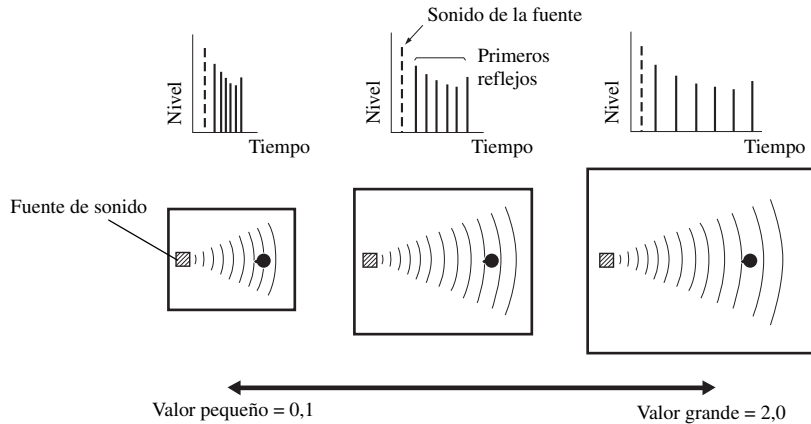 Sonido de la fuente
Primeros
reflejos
Nivel
Tiempo
Nivel
Tiempo
Nivel
Tiempo
Fuente de sonido
Valor pequeño = 0,1
Valor grande = 2,0